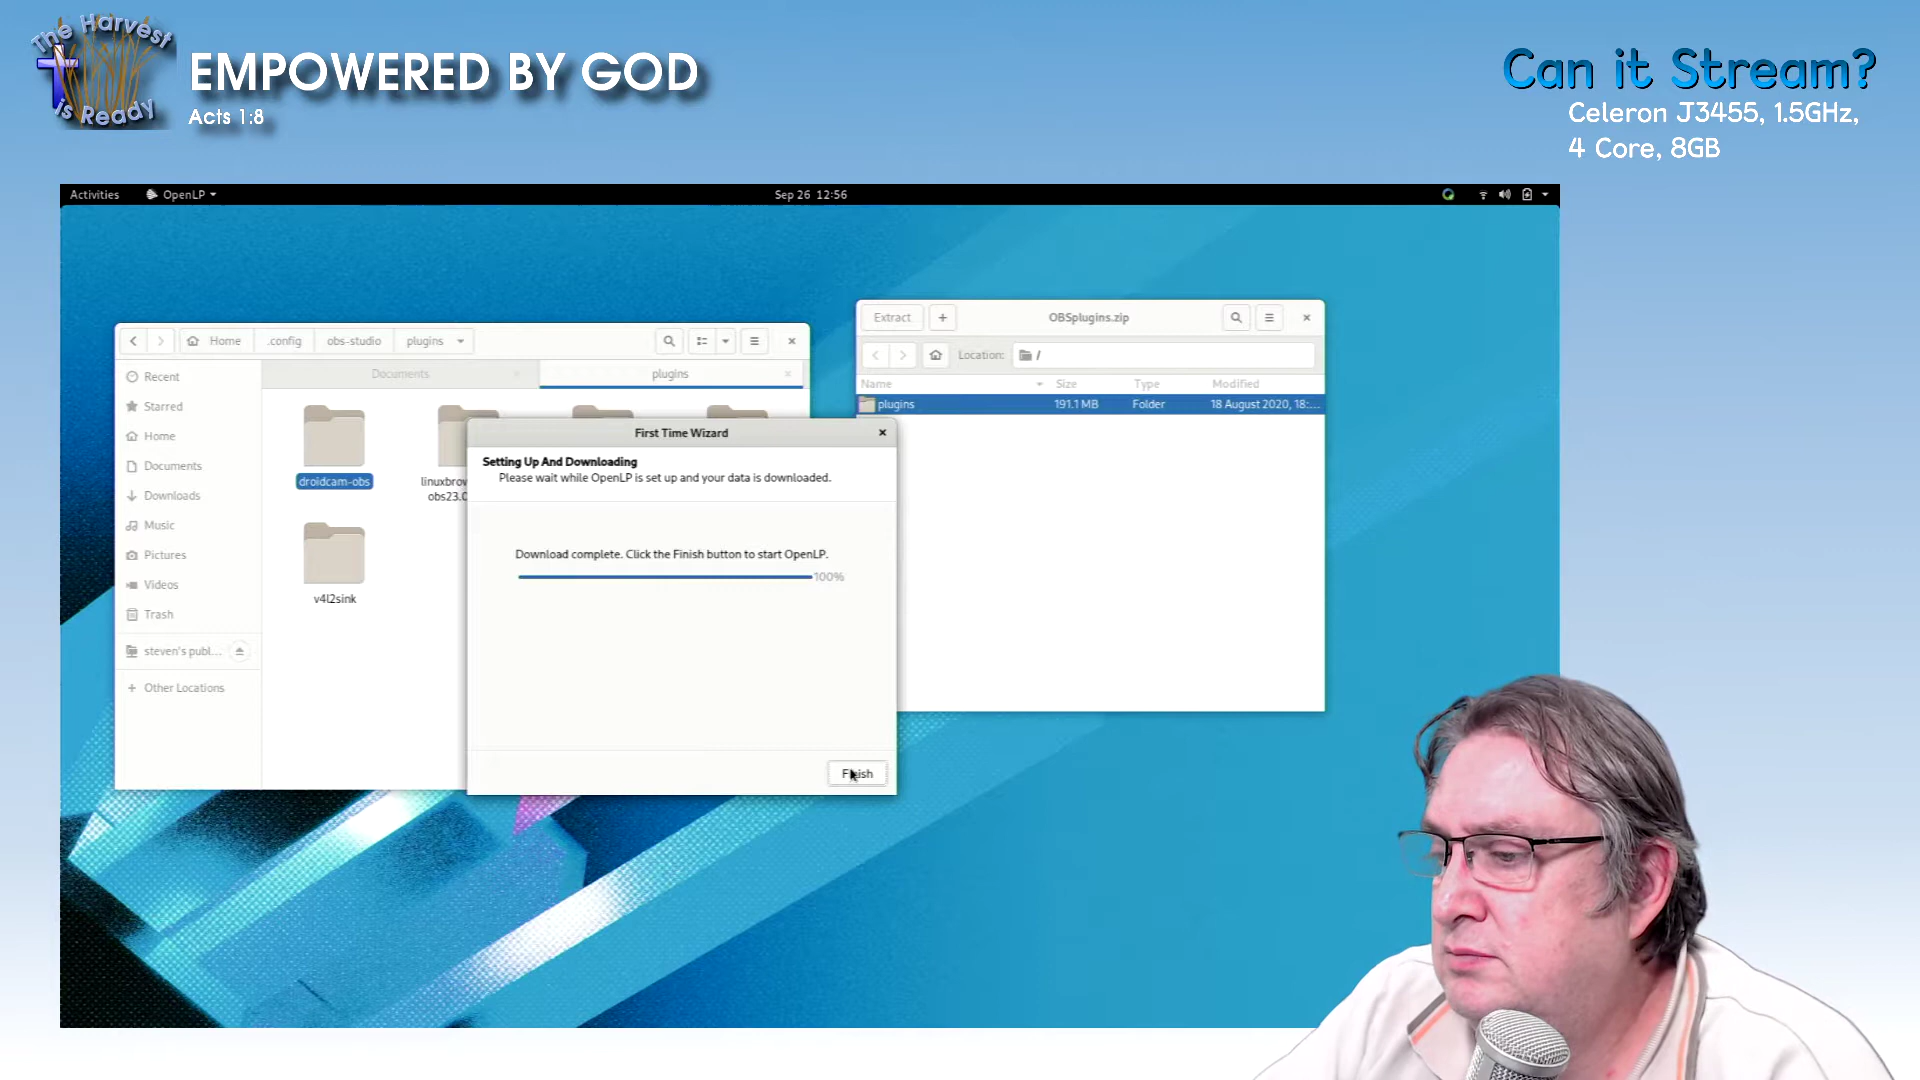 The Harvest
is Ready
EMPOWERED BY GOD
Acts 1:8
Can it Stream?
Celeron J3455, 1.5GHz,
4 Core, 8GB
Activities
OpenLP
Sep 26 12:56
Home
.config
obs-studio
plugins
Documents
plugins
Recent
Starred
Home
Documents
Downloads
Music
Pictures
Videos
Trash
steven's publ...
Other Locations
droidcam-obs
v4l2sink
First Time Wizard
Setting Up And Downloading
Please wait while OpenLP is set up and your data is downloaded.
Download complete. Click the Finish button to start OpenLP.
100%
Finish
Extract
OBSplugins.zip
Location:
/
Name Size Type Modified
plugins 191.1 MB Folder 18 August 2020, 18:...